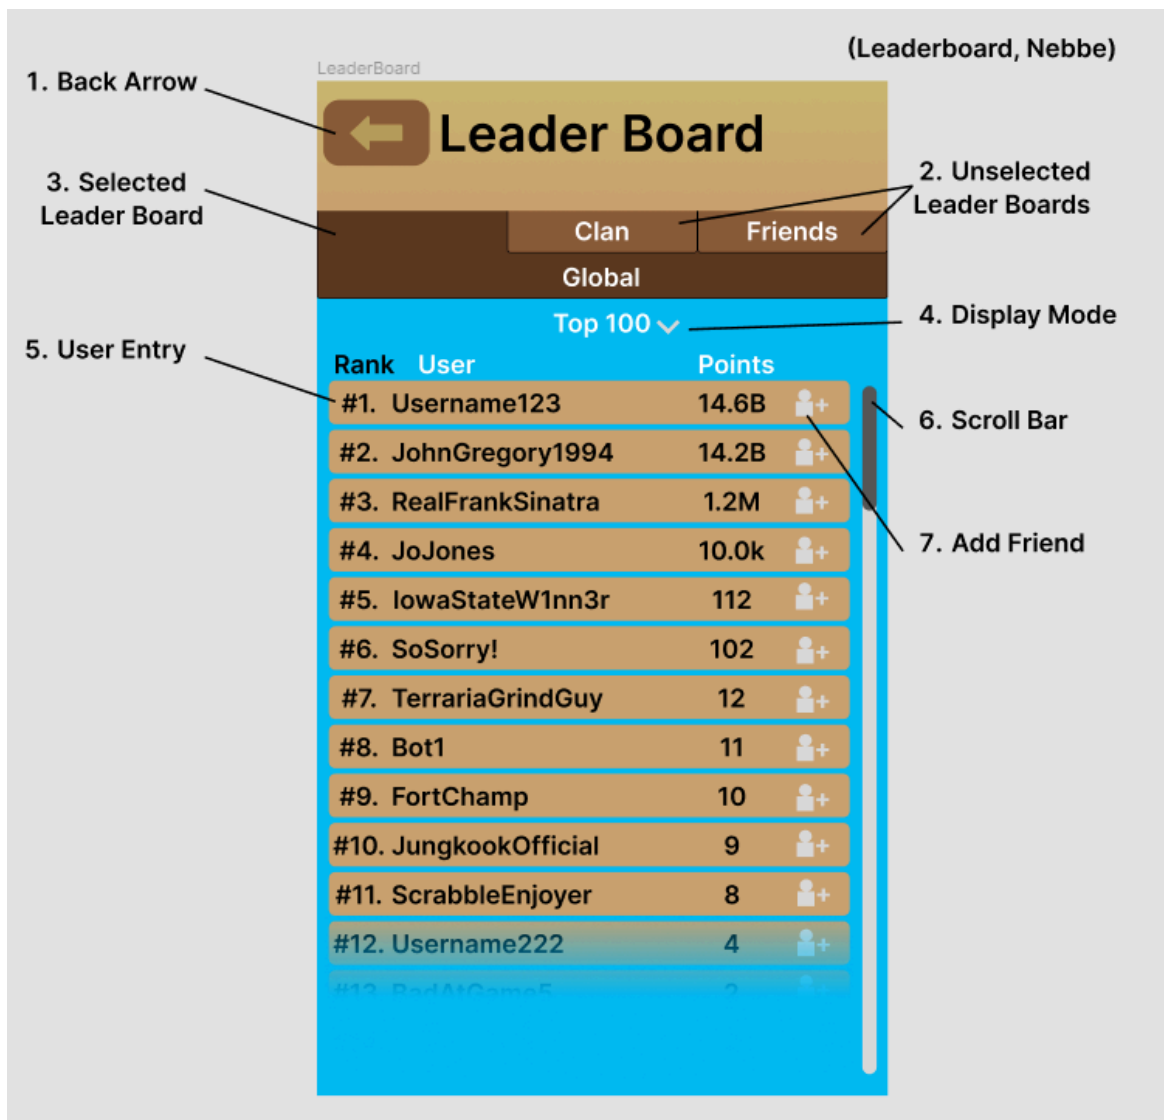 (Leaderboard, Nebbe)
LeaderBoard
1. Back Arrow
Leader Board
3. Selected
Leader Board
2. Unselected
Leader Boards
Clan
Friends
Global
Top 100
4. Display Mode
5. User Entry
Rank User Points
#1. Username123 14.6B
6. Scroll Bar
#2. JohnGregory1994 14.2B
#3. RealFrankSinatra 1.2M
7. Add Friend
#4. JoJones 10.0k
#5. IowaStateW1nn3r 112
#6. SoSorry! 102
#7. TerrariaGrindGuy 12
#8. Bot1 11
#9. FortChamp 10
#10. JungkookOfficial 9
#11. ScrabbleEnjoyer 8
#12. Username222 4
#13. BadAtGame5 2